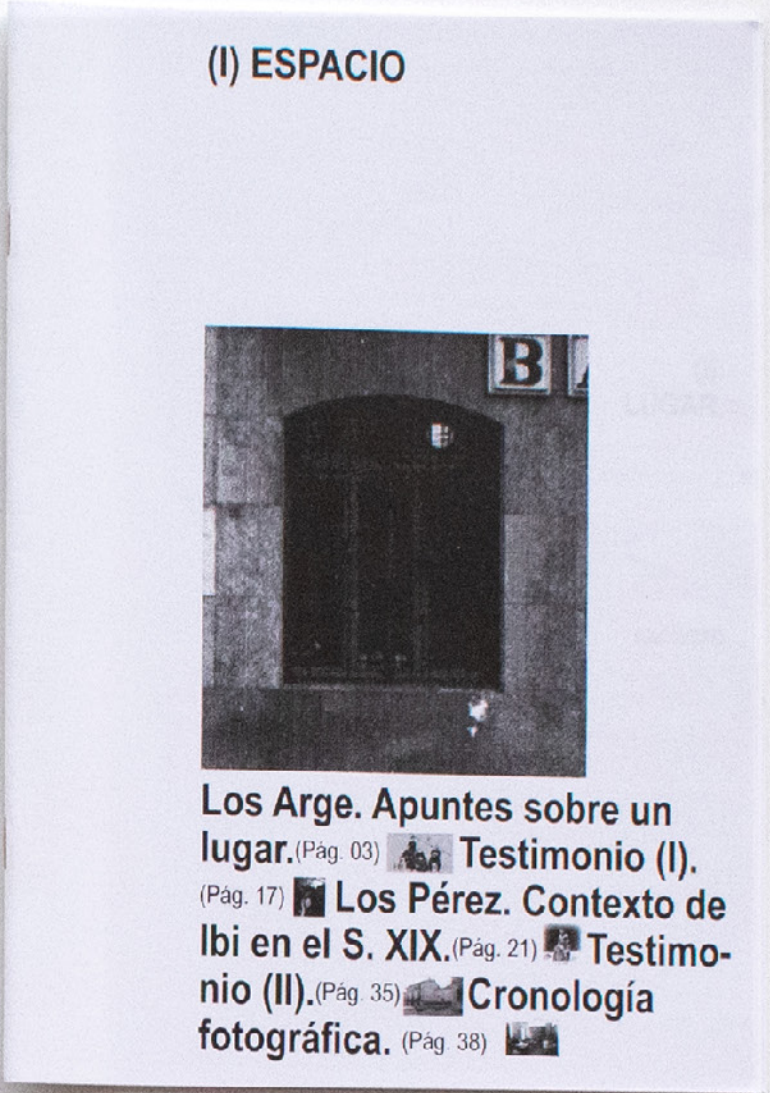 (I) ESPACIO
B
Los Arge. Apuntes sobre un
lugar.(Pág. 03) Testimonio (I).
(Pág. 17) Los Pérez. Contexto de
Ibi en el S. XIX.(Pág. 21) Testimo-
nio (II).(Pág. 35) Cronología
fotográfica. (Pág. 38)
LUGAR